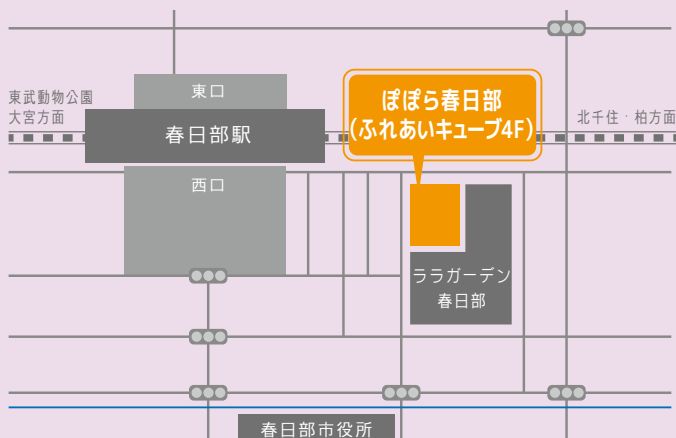 東口
東武動物公園
大宮方面
春日部駅
ぽぽら春日部
(ふれあいキューブ4F)
北千住・柏方面
西口
ララガーデン
春日部
春日部市役所